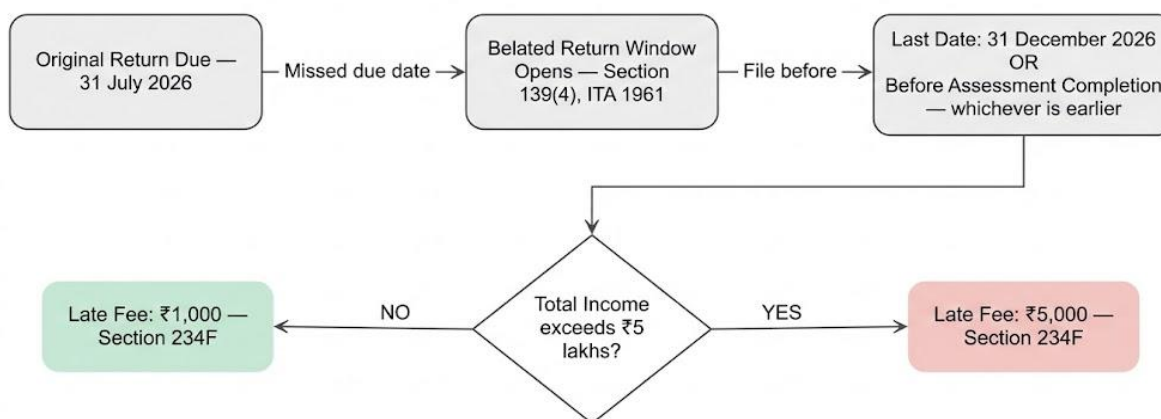 Original Return Due —
31 July 2026
Missed due date
Belated Return Window
Opens — Section
139(4), ITA 1961
File before
Last Date: 31 December 2026
OR
Before Assessment Completion
— whichever is earlier
Total Income
exceeds ₹5
lakhs?
NO
Late Fee: ₹1,000 —
Section 234F
YES
Late Fee: ₹5,000 —
Section 234F